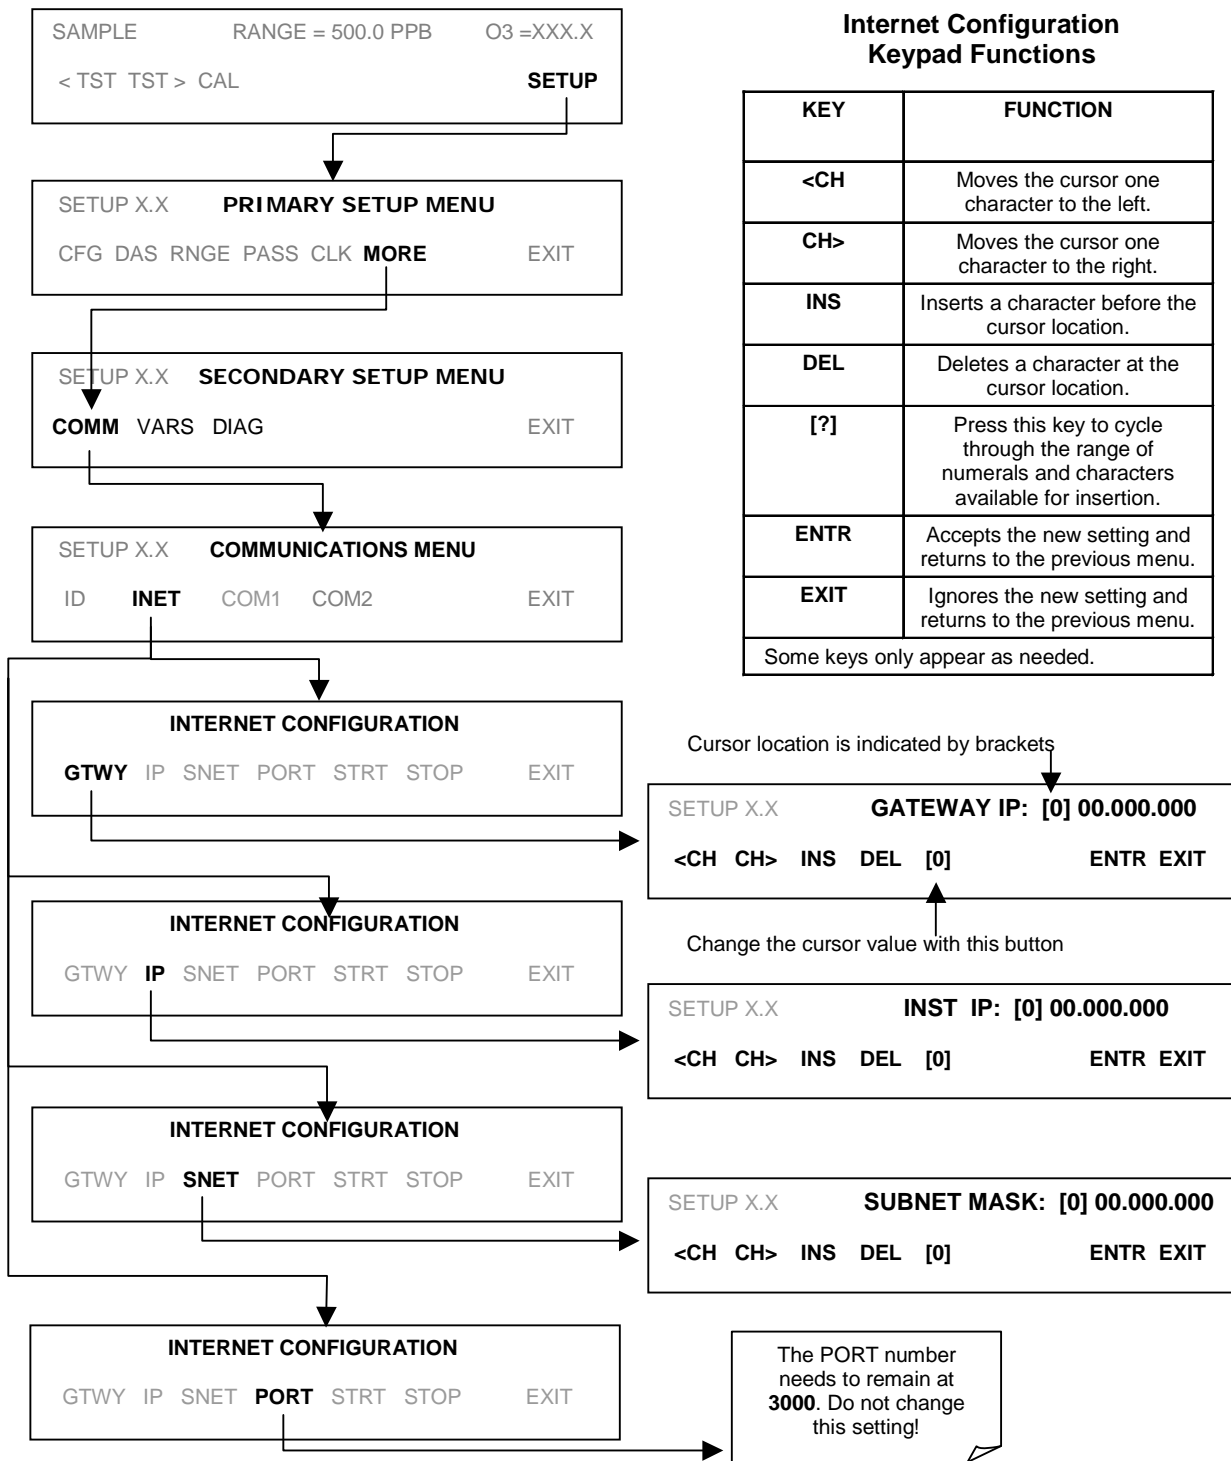 SAMPLE RANGE = 500.0 PPB O3 =XXX.X
< TST TST > CAL SETUP
SETUP X.X PRIMARY SETUP MENU
CFG DAS RNGE PASS CLK MORE EXIT
SETUP X.X SECONDARY SETUP MENU
COMM VARS DIAG EXIT
SETUP X.X COMMUNICATIONS MENU
ID INET COM1 COM2 EXIT
INTERNET CONFIGURATION
GTWY IP SNET PORT STRT STOP EXIT
INTERNET CONFIGURATION
GTWY IP SNET PORT STRT STOP EXIT
INTERNET CONFIGURATION
GTWY IP SNET PORT STRT STOP EXIT
INTERNET CONFIGURATION
GTWY IP SNET PORT STRT STOP EXIT
Internet Configuration
Keypad Functions
KEY FUNCTION
<CH Moves the cursor one
character to the left.
CH> Moves the cursor one
character to the right.
INS Inserts a character before the
cursor location.
DEL Deletes a character at the
cursor location.
[?] Press this key to cycle
through the range of
numerals and characters
available for insertion.
ENTR Accepts the new setting and
returns to the previous menu.
EXIT Ignores the new setting and
returns to the previous menu.
Some keys only appear as needed.
Cursor location is indicated by brackets
SETUP X.X GATEWAY IP: [0] 00.000.000
<CH CH> INS DEL [0] ENTR EXIT
Change the cursor value with this button
SETUP X.X INST IP: [0] 00.000.000
<CH CH> INS DEL [0] ENTR EXIT
SETUP X.X SUBNET MASK: [0] 00.000.000
<CH CH> INS DEL [0] ENTR EXIT
The PORT number
needs to remain at
3000. Do not change
this setting!